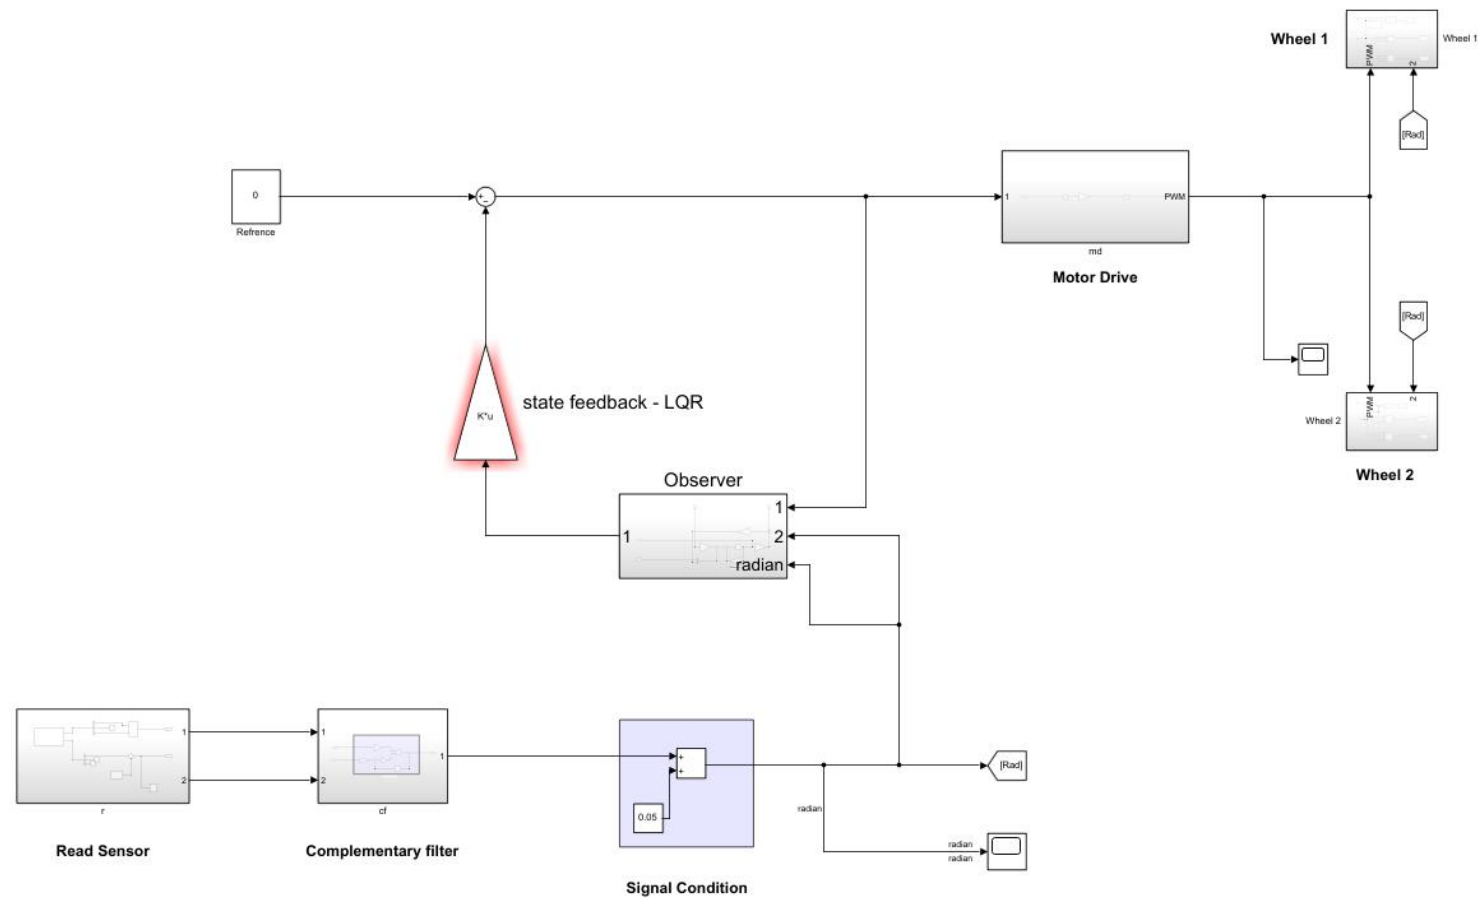 Wheel 1
Wheel 1
PWM
2
[Rad]
0
Refrence
+
−
1
PWM
md
Motor Drive
[Rad]
K*u
state feedback - LQR
PWM
2
Wheel 2
Wheel 2
Observer
1
1
2
radian
1
2
r
Read Sensor
1
2
1
cf
Complementary filter
+
+
0.05
Signal Condition
[Rad]
radian
radian
radian